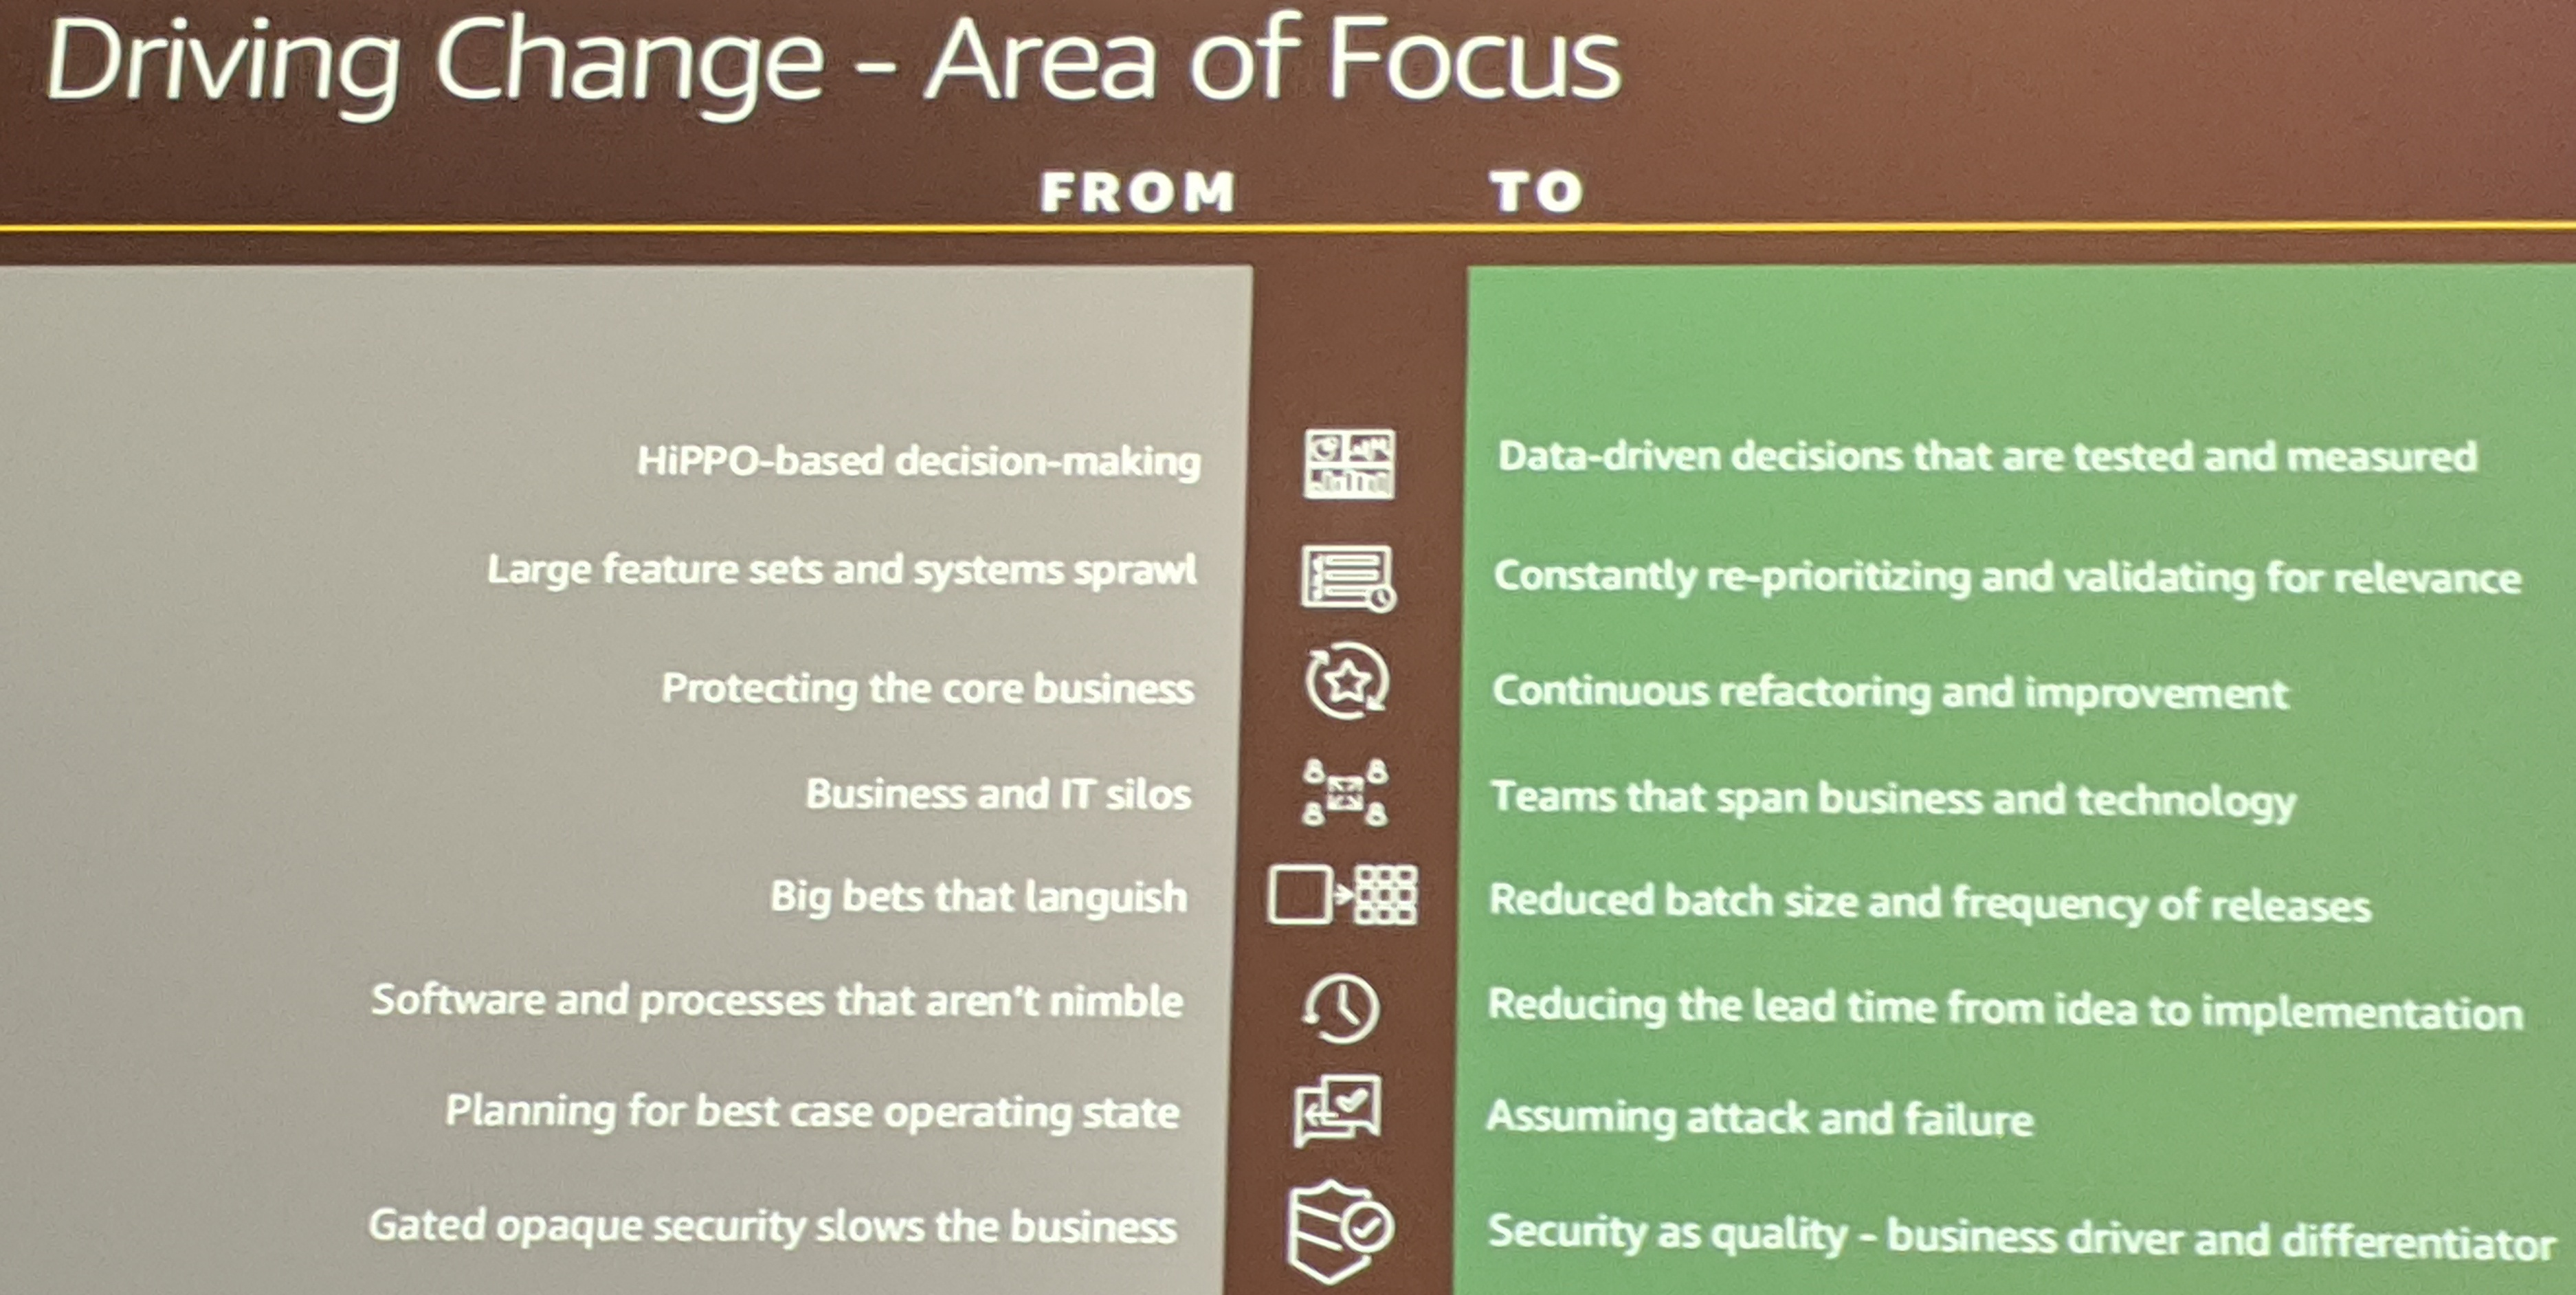 Driving Change - Area of Focus
FROM TO
HiPPO-based decision-making Data-driven decisions that are tested and measured
Large feature sets and systems sprawl Constantly re-prioritizing and validating for relevance
Protecting the core business Continuous refactoring and improvement
Business and IT silos Teams that span business and technology
Big bets that languish Reduced batch size and frequency of releases
Software and processes that aren't nimble Reducing the lead time from idea to implementation
Planning for best case operating state Assuming attack and failure
Gated opaque security slows the business Security as quality – business driver and differentiator